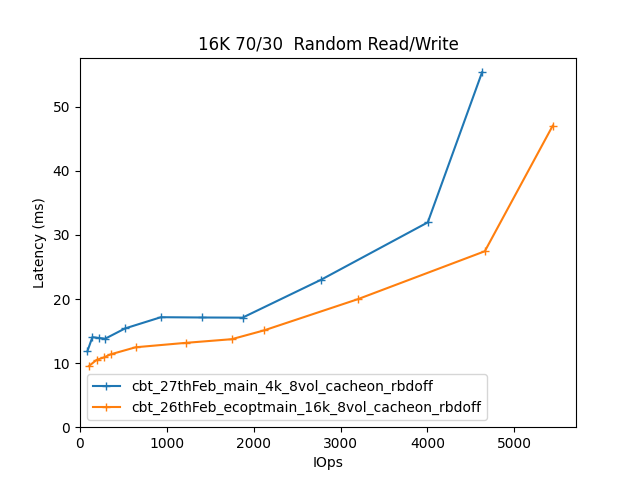 16K 70/30  Random Read/Write
Latency (ms)
50
40
30
20
10
0
cbt_27thFeb_main_4k_8vol_cacheon_rbdoff
cbt_26thFeb_ecoptmain_16k_8vol_cacheon_rbdoff
0 1000 2000 3000 4000 5000
IOps